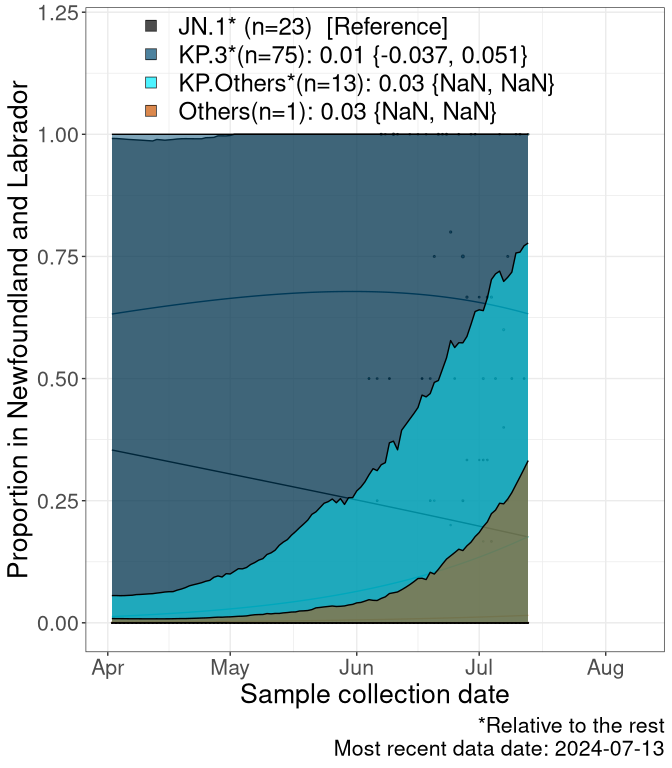 JN.1* (n=23) [Reference]
KP.3*(n=75): 0.01 {-0.037, 0.051}
KP.Others*(n=13): 0.03 {NaN, NaN}
Others(n=1): 0.03 {NaN, NaN}
Proportion in Newfoundland and Labrador
1.25
1.00
0.75
0.50
0.25
0.00
Apr May Jun Jul Aug
Sample collection date
*Relative to the rest
Most recent data date: 2024-07-13